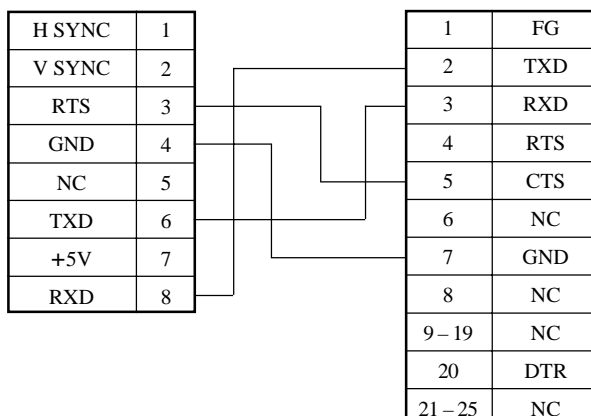 H SYNC 1
V SYNC 2
RTS 3
GND 4
NC 5
TXD 6
+5V 7
RXD 8
1 FG
2 TXD
3 RXD
4 RTS
5 CTS
6 NC
7 GND
8 NC
9 – 19 NC
20 DTR
21 – 25 NC